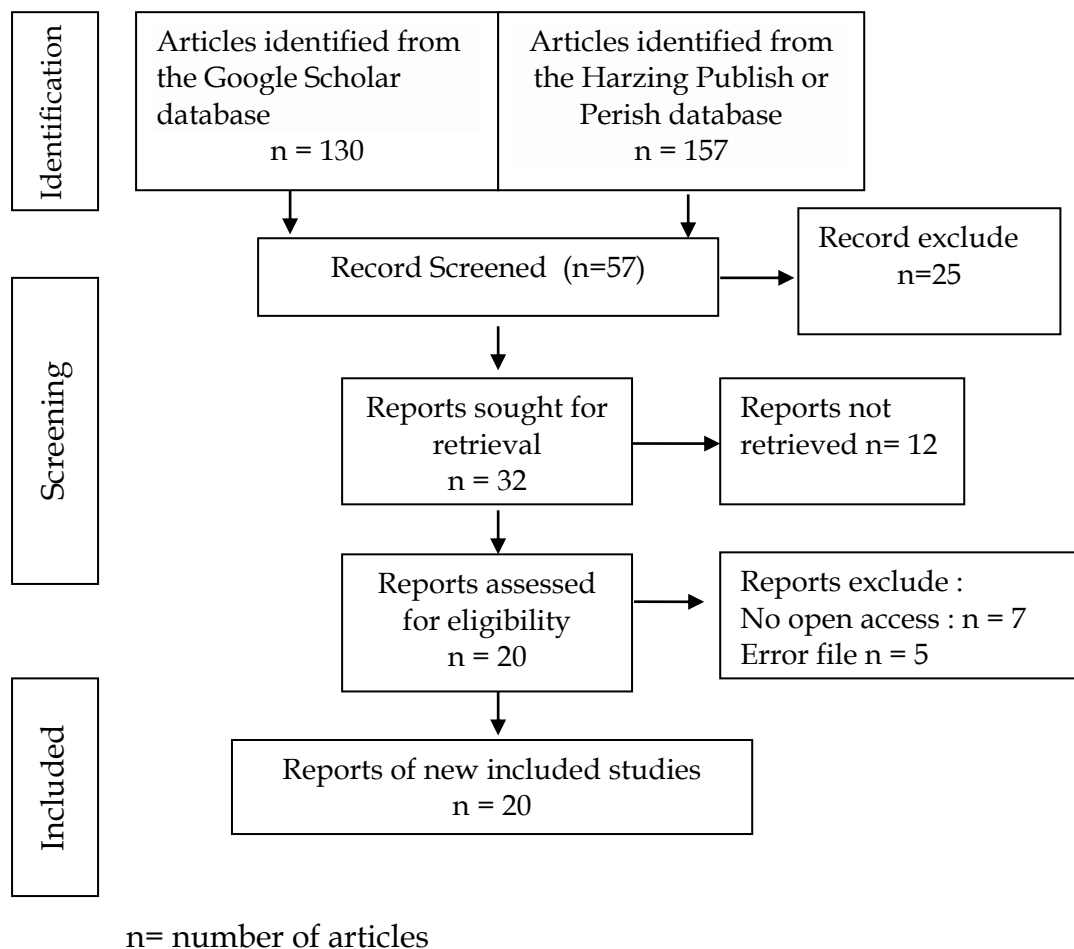 Identification
Articles identified from
the Google Scholar
database
n = 130
Articles identified from
the Harzing Publish or
Perish database
n = 157
Record Screened (n=57)
Record exclude
n=25
Screening
Reports sought for
retrieval
n = 32
Reports not
retrieved n= 12
Reports assessed
for eligibility
n = 20
Reports exclude :
No open access : n = 7
Error file n = 5
Included
Reports of new included studies
n = 20
n= number of articles